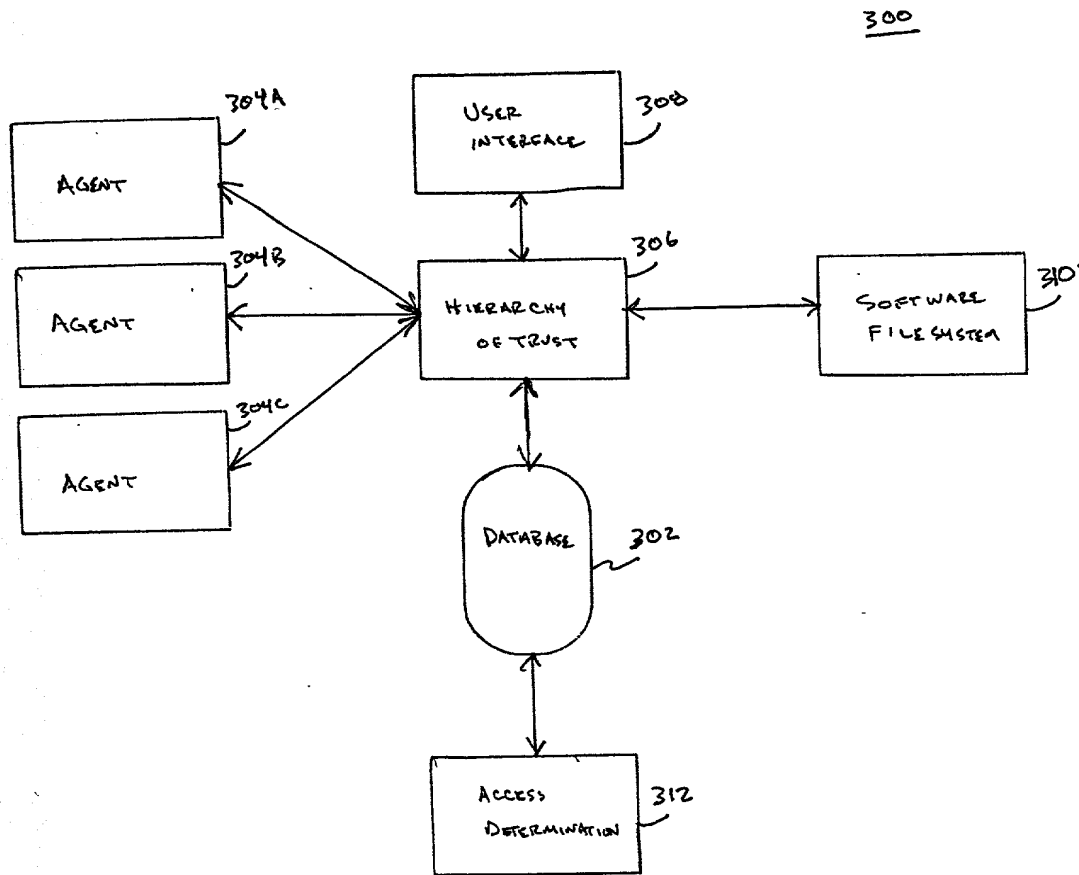 300
304A
AGENT
USER
INTERFACE
308
304B
AGENT
HIERARCHY
OF TRUST
306
SOFTWARE
FILESYSTEM
310
304C
AGENT
DATABASE
302
ACCESS
DETERMINATION
312